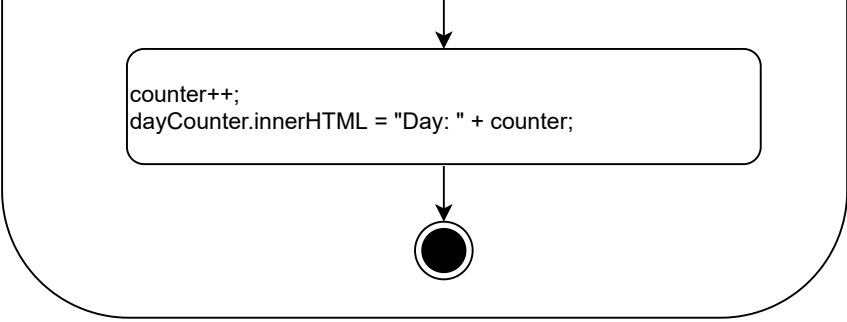 counter++;
dayCounter.innerHTML = "Day: " + counter;